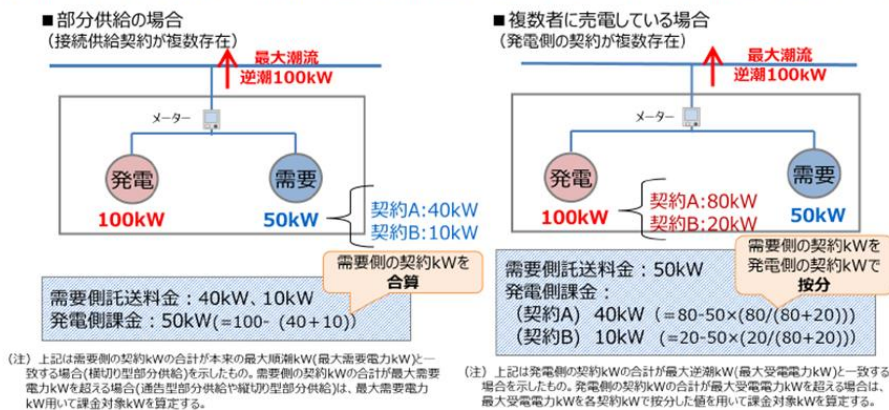 ■部分供給の場合
（接続供給契約が複数存在）
最大潮流
逆潮100kW
メーター
発電
需要
100kW
50kW
契約A:40kW
契約B:10kW
需要側の契約kWを
合算
需要側託送料金：40kW、10kW
発電側課金：50kW(=100-（40＋10）)
（注）上記は需要側の契約kWの合計が本来の最大順潮kW(最大需要電力kW)と一
致する場合(横切り型部分供給)を示したもの。需要側の契約kWの合計が最大需要
電力kWを超える場合(通告型部分供給や縦切り型部分供給)は、最大需要電力
kW用いて課金対象kWを算定する。
■複数者に売電している場合
（発電側の契約が複数存在）
最大潮流
逆潮100kW
メーター
発電
需要
100kW
契約A:80kW
契約B:20kW
50kW
需要側の契約kWを
発電側の契約kWで
按分
需要側託送料金：50kW
発電側課金：
（契約A） 40kW （＝80-50×(80/(80+20)))
（契約B） 10kW （＝20-50×(20/(80+20)))
（注）上記は発電側の契約kWの合計が最大逆潮kW(最大受電電力kW)と一致する
場合を示したもの。発電側の契約kWの合計が最大受電電力kWを超える場合は、
最大受電電力kWを各契約kWで按分した値を用いて課金対象kWを算定する。